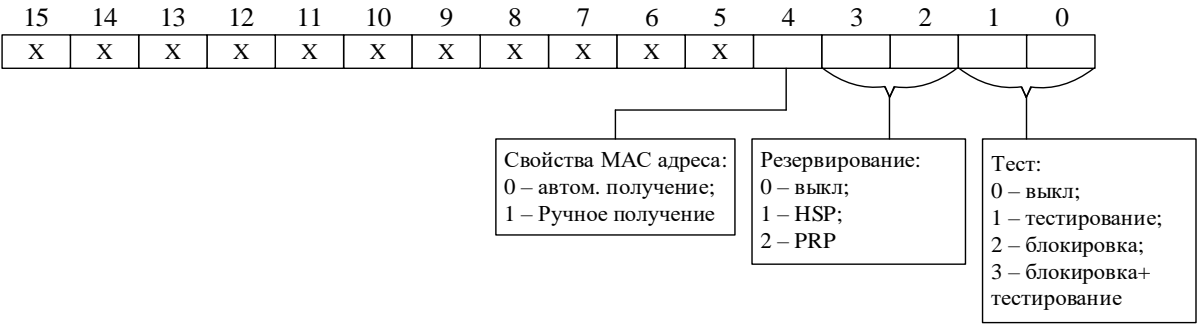 15 14 13 12 11 10 9 8 7 6 5 4 3 2 1 0
X X X X X X X X X X X
Свойства MAC адреса:
0 – автом. получение;
1 – Ручное получение
Резервирование:
0 – выкл;
1 – HSP;
2 – PRP
Тест:
0 – выкл;
1 – тестирование;
2 – блокировка;
3 – блокировка+
тестирование